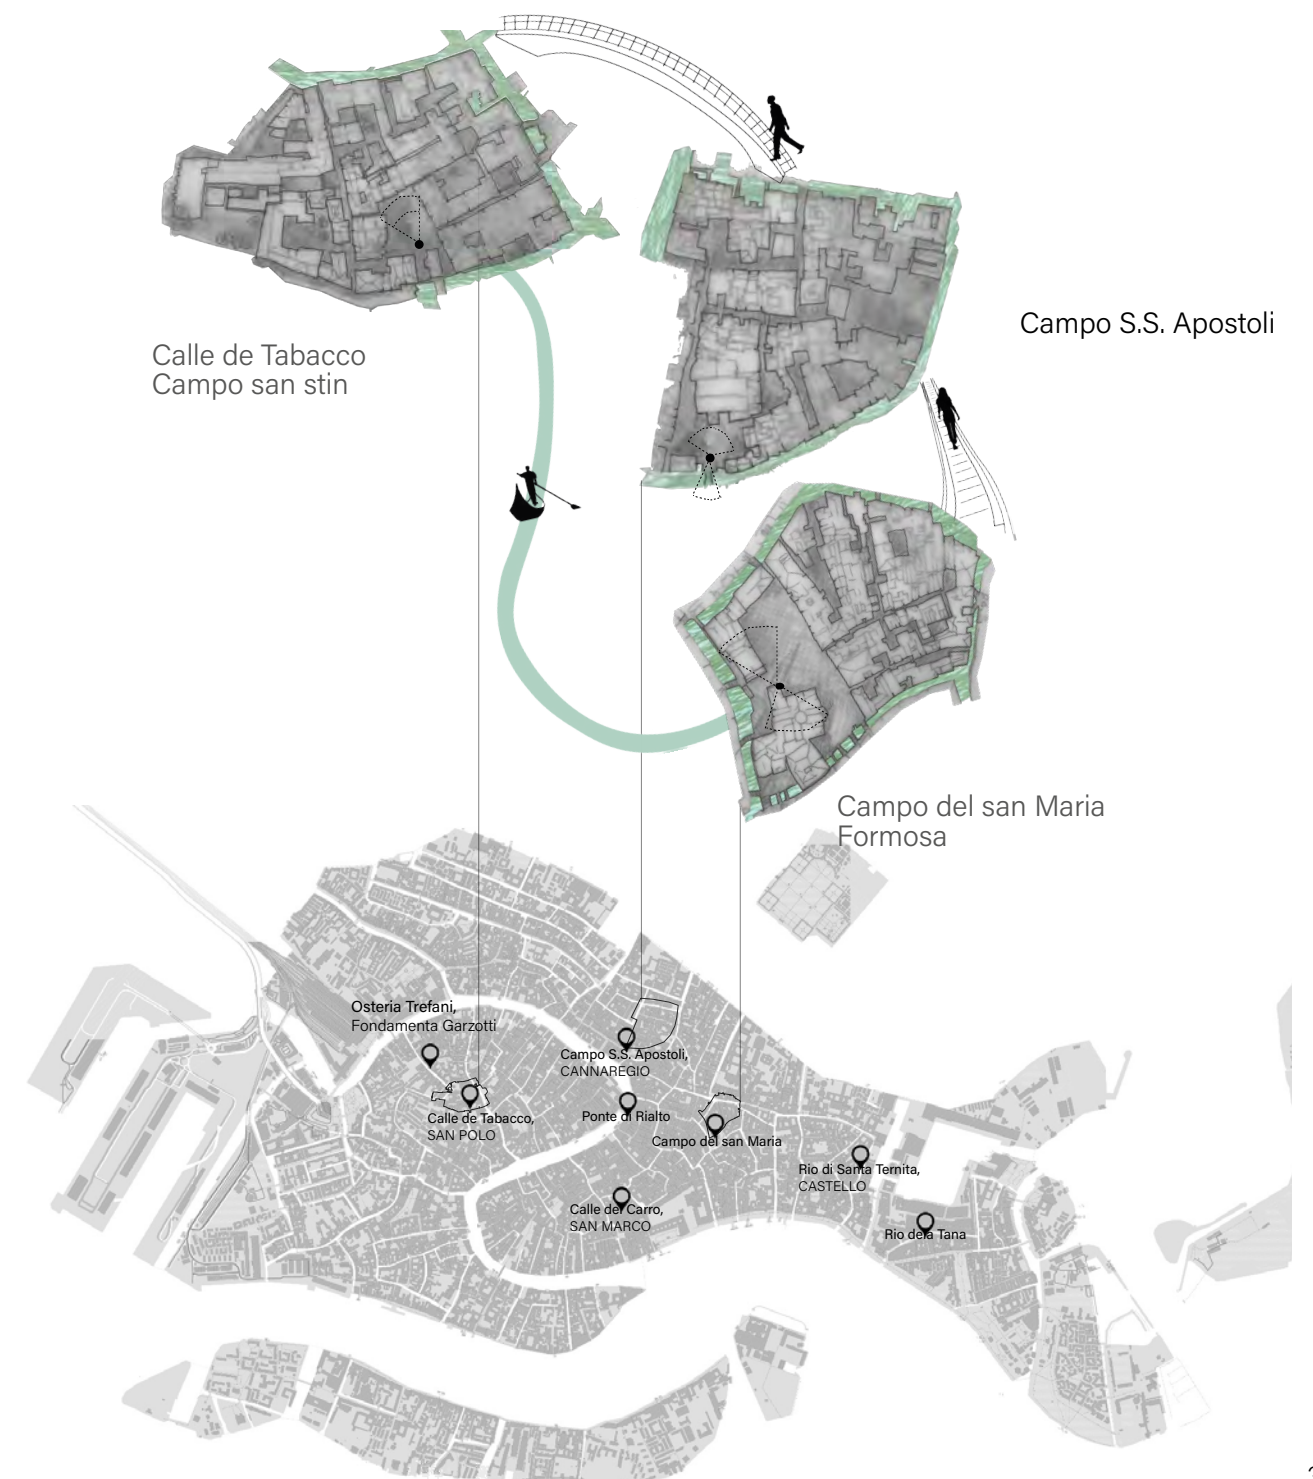 Campo S.S. Apostoli
Calle de Tabacco
Campo san stin
Campo del san Maria
Formosa
Osteria Trefani,
Fondamenta Garzotti
Campo S.S. Apostoli,
CANNAREGIO
Calle de Tabacco,
SAN POLO
Ponte di Rialto
Campo del san Maria
Rio di Santa Ternita,
CASTELLO
Calle del Carro,
SAN MARCO
Rio dela Tana